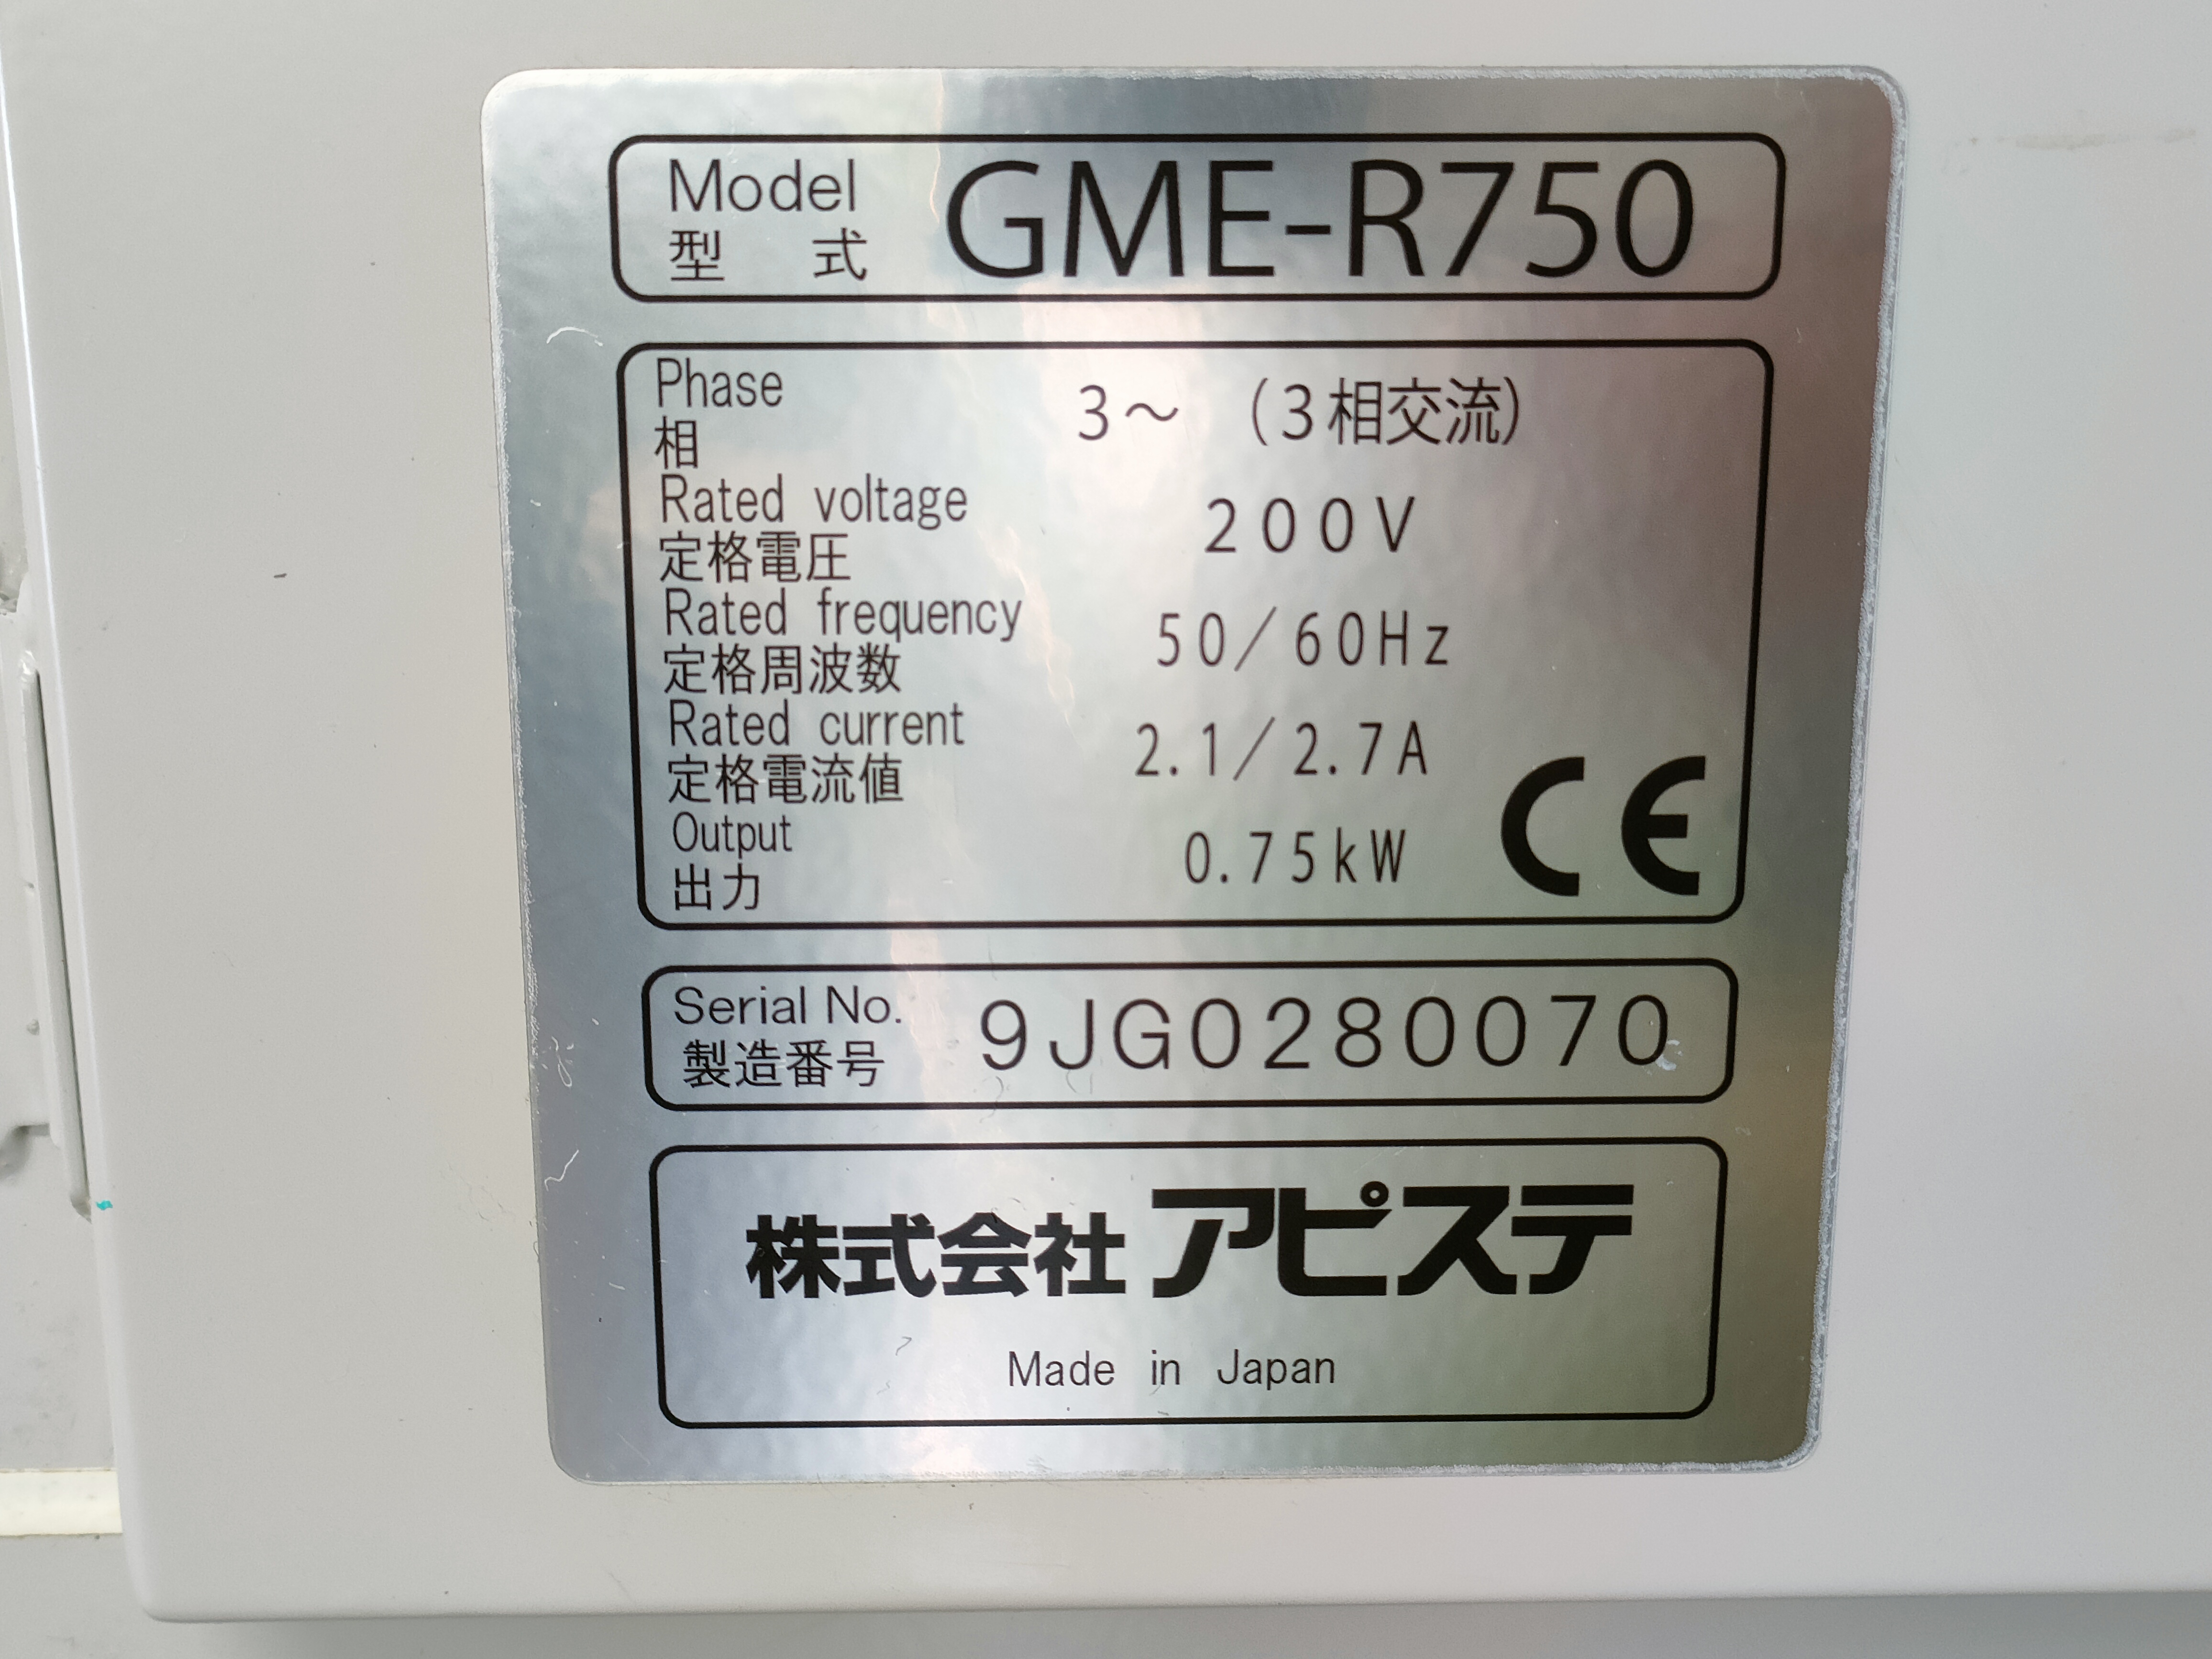 Model GME-R750
型 式
Phase 3～ (3相交流)
相
Rated voltage 200V
定格電圧
Rated frequency 50/60Hz
定格周波数
Rated current 2.1/2.7A
定格電流値
Output 0.75kW
出力
CE
Serial No. 9JG0280070
製造番号
株式会社アピステ
Made in Japan